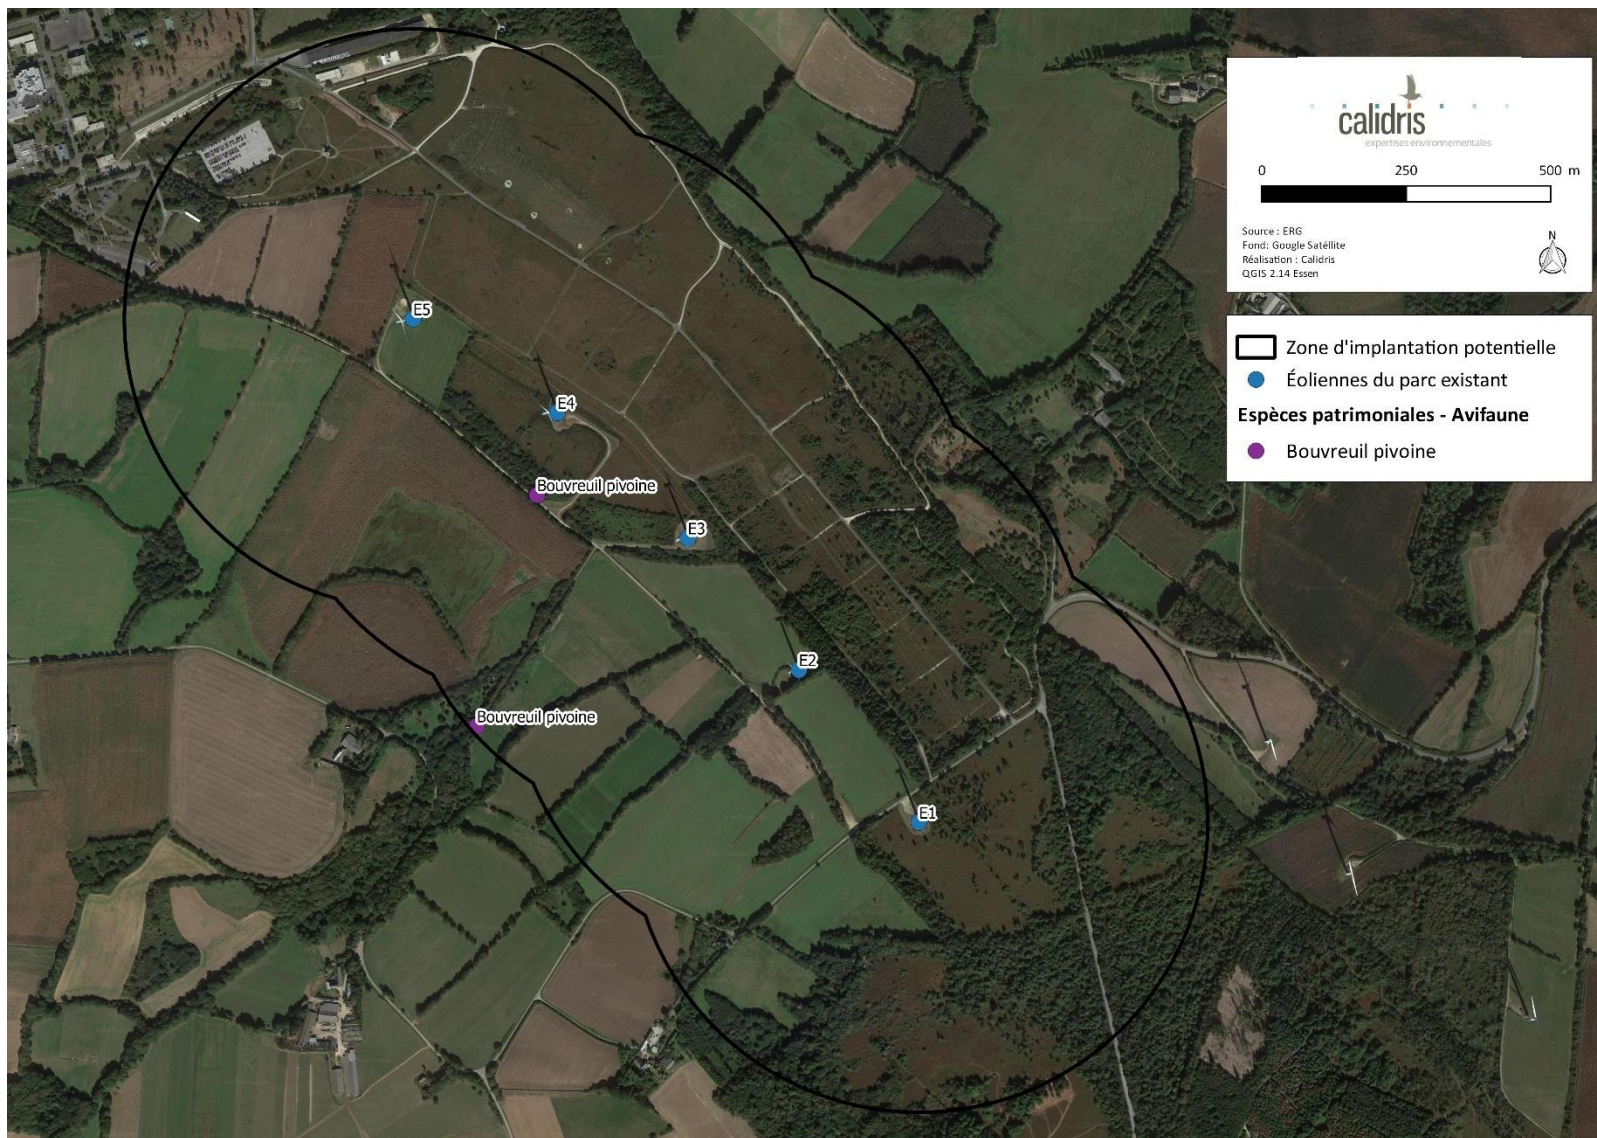 calidris
expertises environnementales
0 250 500 m
Source : ERG
Fond: Google Satéllite
Réalisation : Calidris
QGIS 2.14 Essen
N
Zone d'implantation potentielle
Éoliennes du parc existant
Espèces patrimoniales - Avifaune
Bouvreuil pivoine
E5
E4
Bouvreuil pivoine
E3
E2
Bouvreuil pivoine
E1